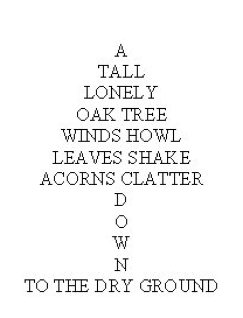 A
TALL
LONELY
OAK TREE
WINDS HOWL
LEAVES SHAKE
ACORNS CLATTER
D
O
W
N
TO THE DRY GROUND